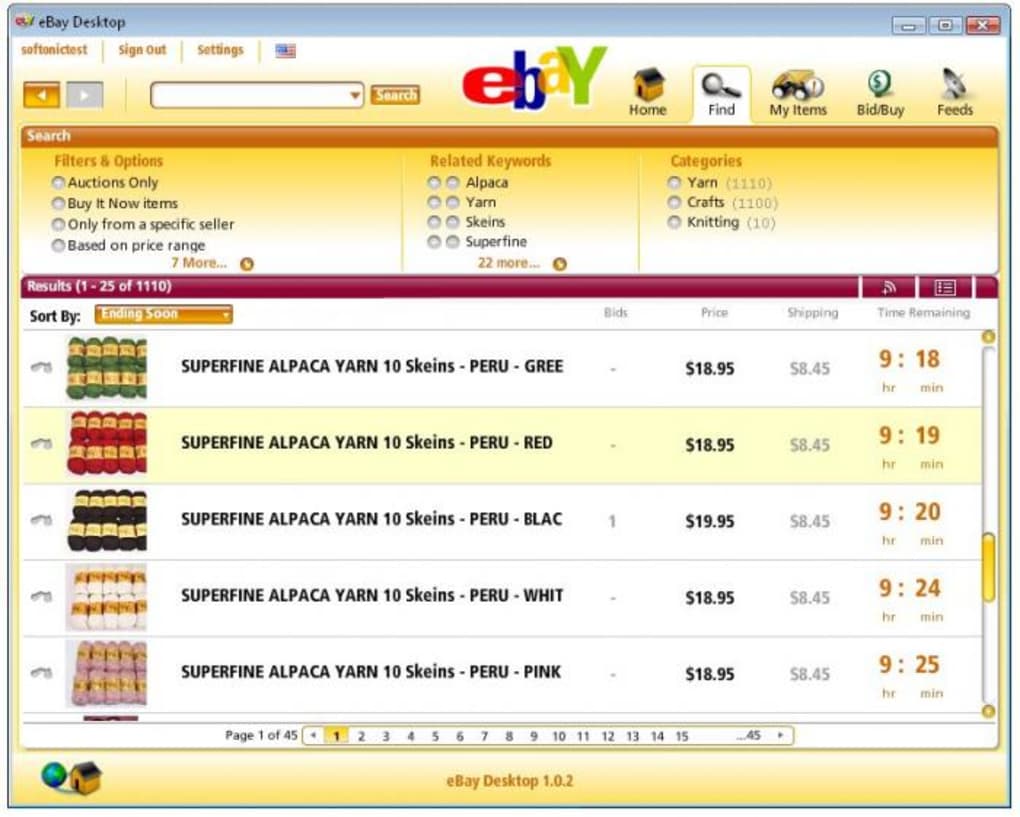 eBay Desktop
softonictest Sign Out Settings
Search
ebaY
Home Find My Items Bid/Buy Feeds
Search
Filters & Options
Auctions Only
Buy It Now items
Only from a specific seller
Based on price range
7 More...
Related Keywords
Alpaca
Yarn
Skeins
Superfine
22 more...
Categories
Yarn (1110)
Crafts (1100)
Knitting (10)
Results (1 - 25 of 1110)
Sort By: Ending Soon Bids Price Shipping Time Remaining
SUPERFINE ALPACA YARN 10 Skeins - PERU - GREE - $18.95 $8.45 9 : 18
hr min
SUPERFINE ALPACA YARN 10 Skeins - PERU - RED - $18.95 $8.45 9 : 19
hr min
SUPERFINE ALPACA YARN 10 Skeins - PERU - BLAC 1 $19.95 $8.45 9 : 20
hr min
SUPERFINE ALPACA YARN 10 Skeins - PERU - WHIT - $18.95 $8.45 9 : 24
hr min
SUPERFINE ALPACA YARN 10 Skeins - PERU - PINK - $18.95 $8.45 9 : 25
hr min
Page 1 of 45 1 2 3 4 5 6 7 8 9 10 11 12 13 14 15 ...45
eBay Desktop 1.0.2